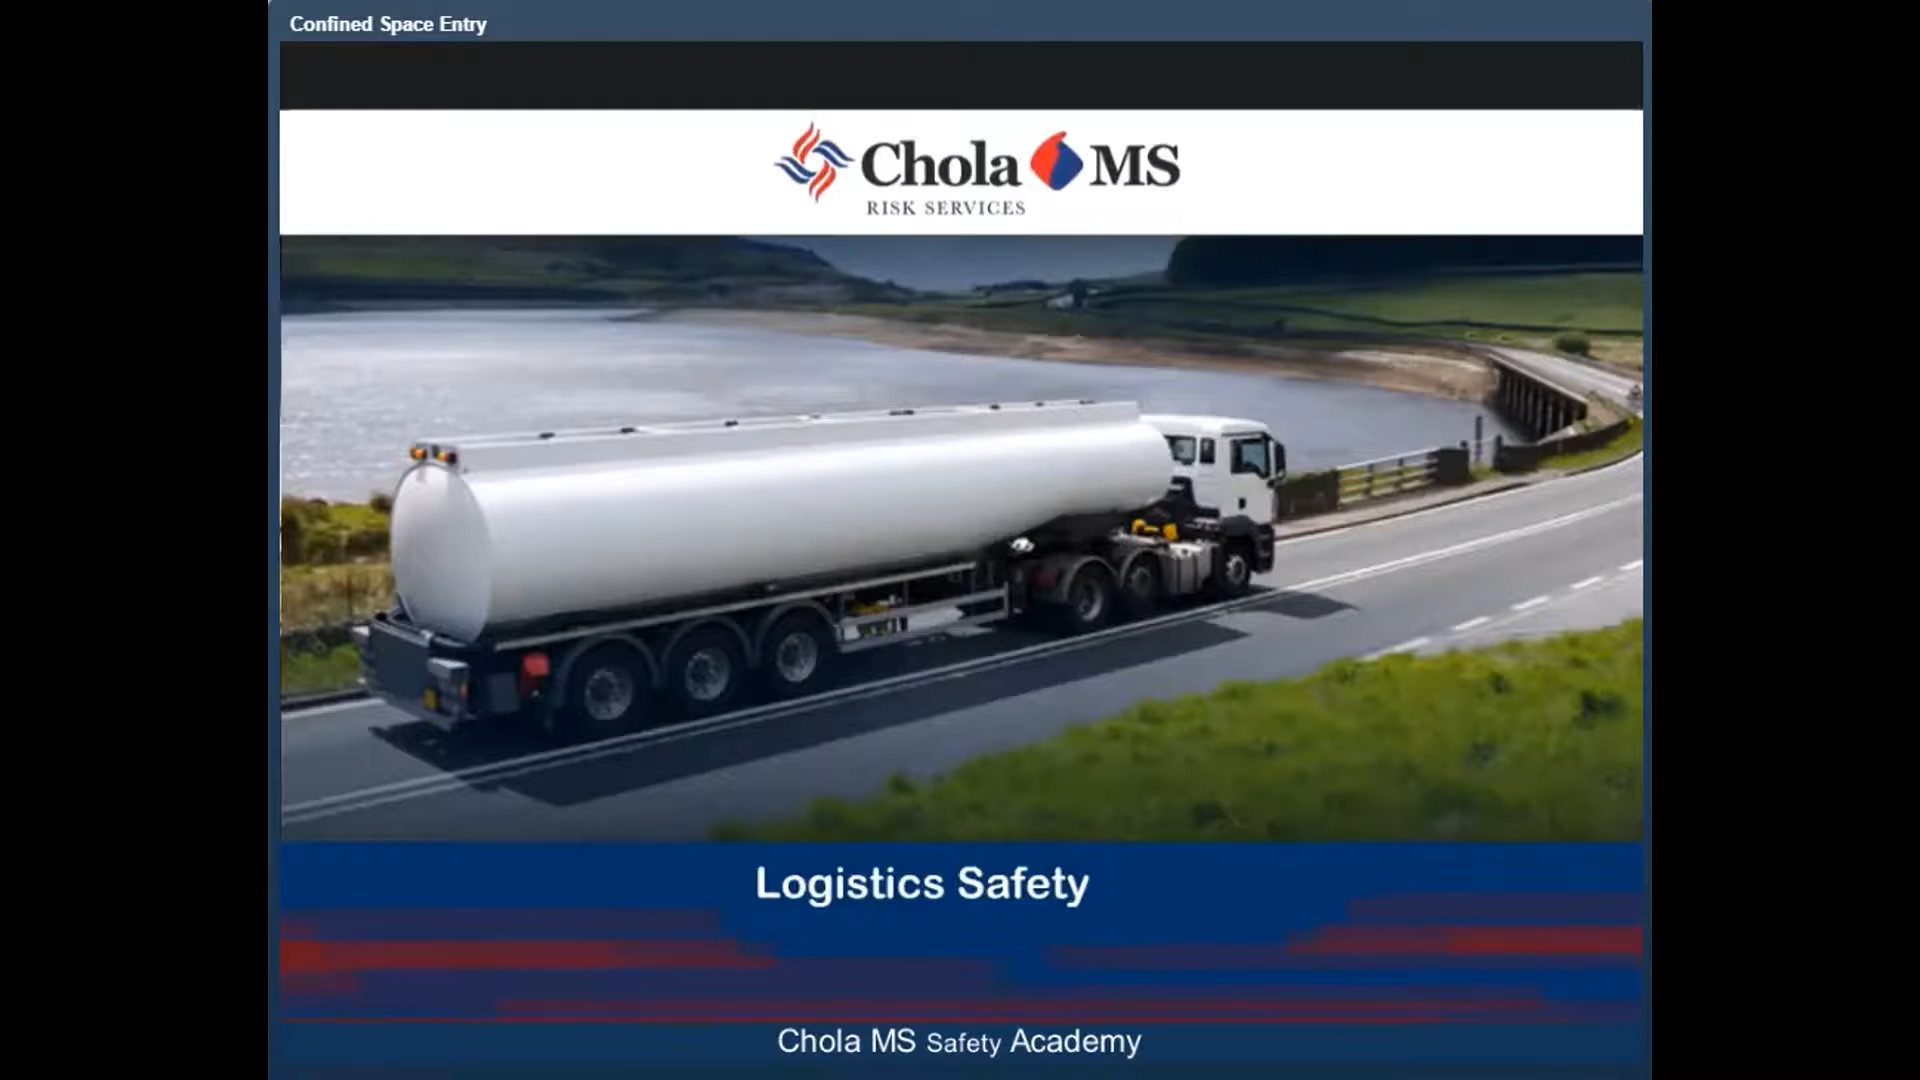 Confined Space Entry
Chola MS
RISK SERVICES
Logistics Safety
Chola MS Safety Academy